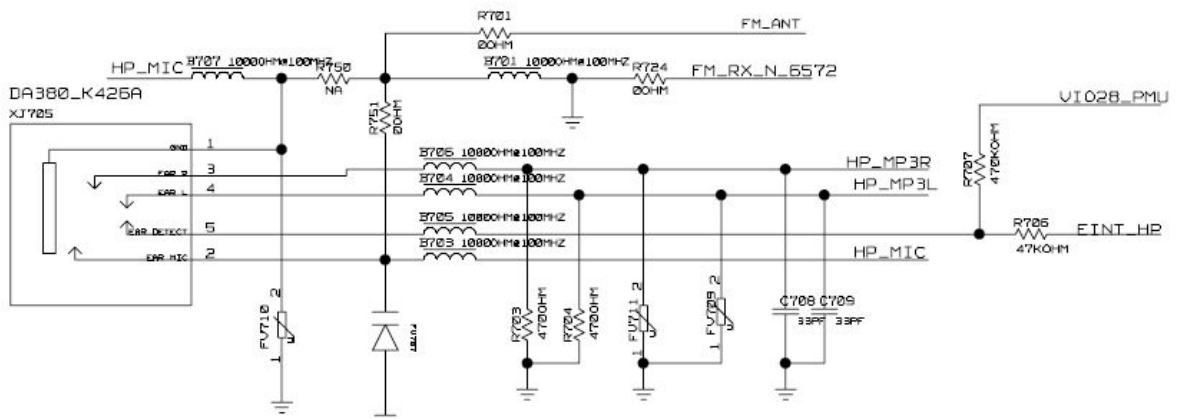 R701
0OHM
FM_ANT
HP_MIC
B707 1000OHM@100MHZ
R750
NA
B701 1000OHM@100MHZ
R724
0OHM
FM_RX_N_6572
DA380_K426A
XJ705
VIO28_PMU
R751
0OHM
R707
470KOHM
GND 1
EAR R 3
B706 1000OHM@100MHZ
HP_MP3R
EAR L 4
B704 1000OHM@100MHZ
HP_MP3L
EAR DETECT 5
B705 1000OHM@100MHZ
R706
47KOHM
EINT_HP
EAR MIC 2
B703 1000OHM@100MHZ
HP_MIC
2
FV710
1
R703
470OHM
R704
470OHM
2
FV711
1
2
FV709
1
C708
33PF
C709
33PF